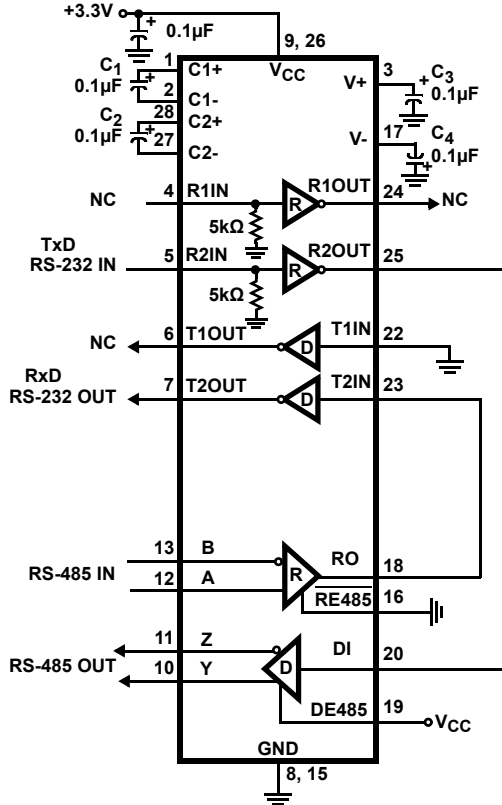 +3.3V
0.1µF
9, 26
VCC
C1
0.1µF
1
C1+
2
C1-
C2
0.1µF
28
C2+
27
C2-
V+
3
C3
0.1µF
V-
17
C4
0.1µF
NC
4
R1IN
R
R1OUT
24
NC
5kΩ
TxD
RS-232 IN
5
R2IN
R
R2OUT
25
5kΩ
NC
6
T1OUT
D
T1IN
22
RxD
RS-232 OUT
7
T2OUT
D
T2IN
23
RS-485 IN
13
B
12
A
R
RO
18
RE485
16
RS-485 OUT
11
Z
10
Y
D
DI
20
DE485
19
VCC
GND
8, 15